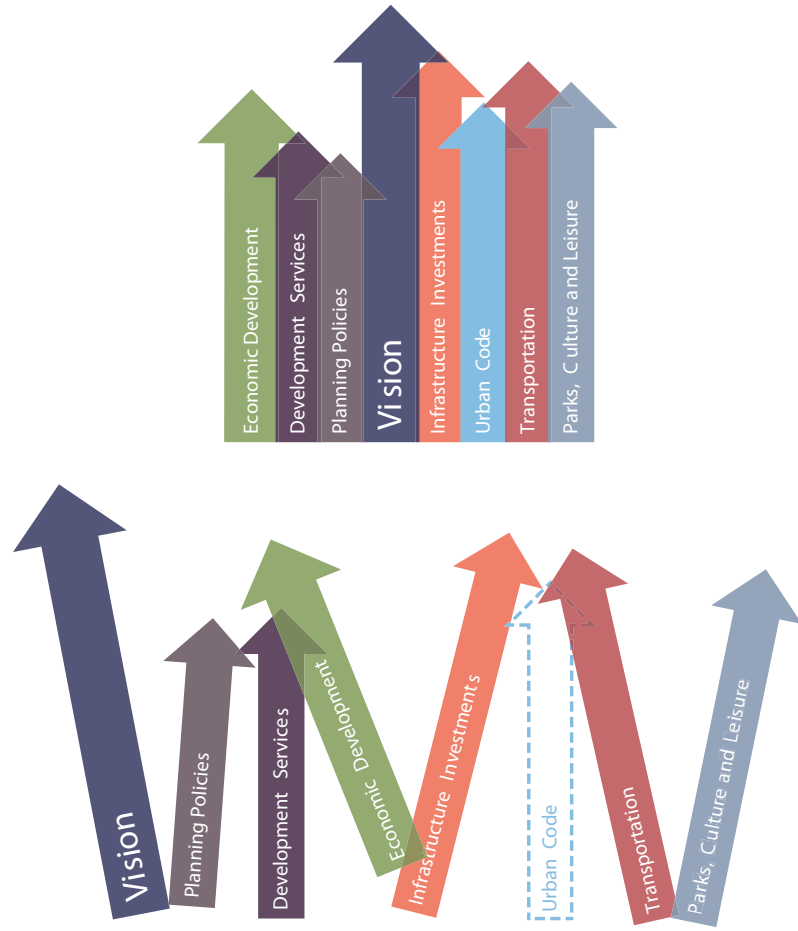 Economic Development
Development Services
Planning Policies
Vision
Infrastructure Investments
Urban Code
Transportation
Parks, Culture and Leisure
Vision
Planning Policies
Development Services
Economic Development
Infrastructure Investments
Urban Code
Transportation
Parks, Culture and Leisure